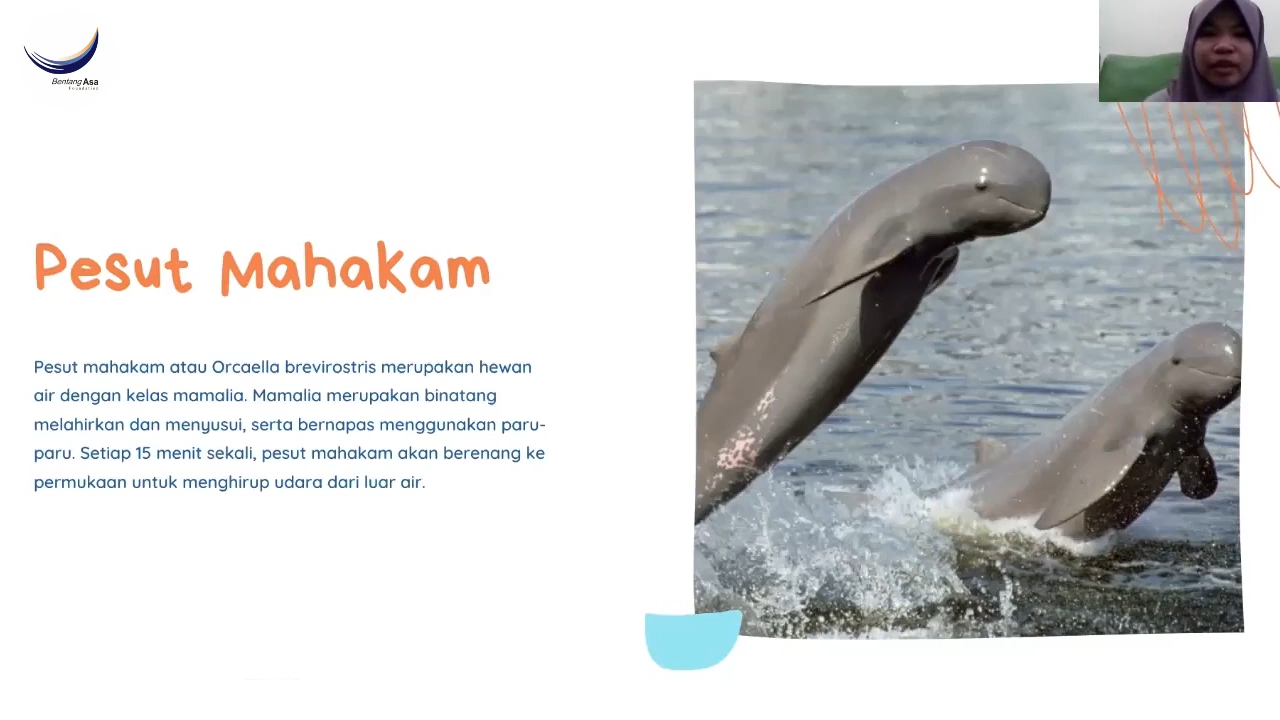 Bentang Asa
Foundation
Pesut Mahakam
Pesut mahakam atau Orcaella brevirostris merupakan hewan
air dengan kelas mamalia. Mamalia merupakan binatang
melahirkan dan menyusui, serta bernapas menggunakan paru-
paru. Setiap 15 menit sekali, pesut mahakam akan berenang ke
permukaan untuk menghirup udara dari luar air.